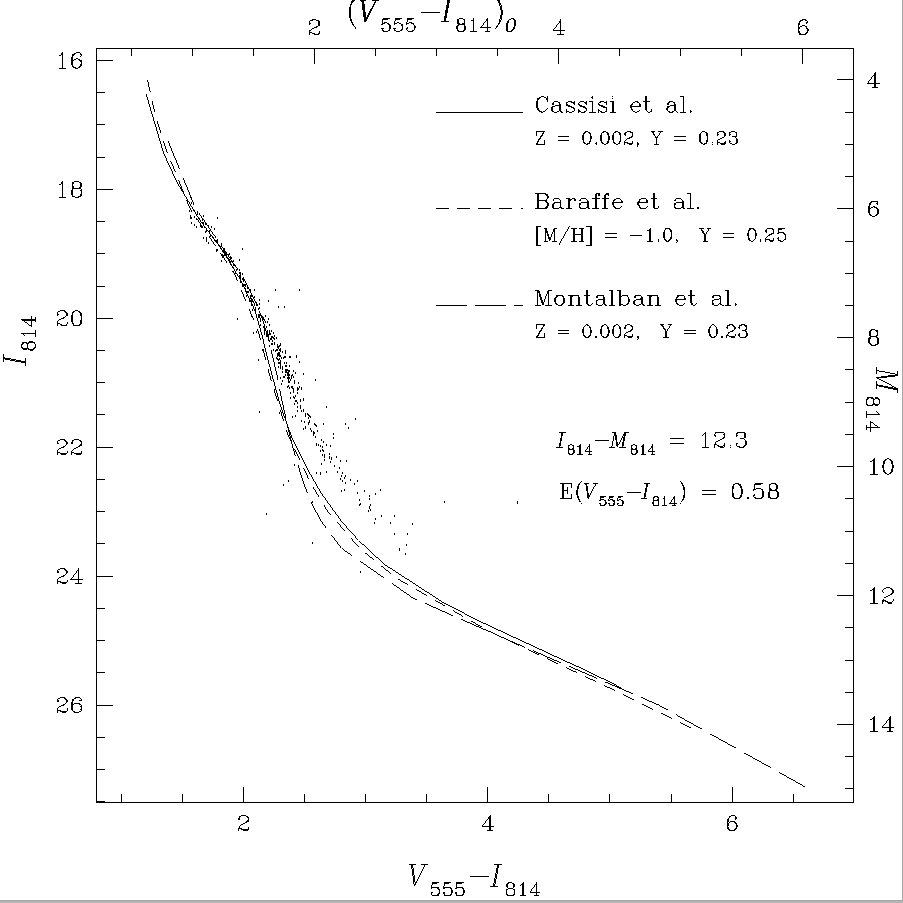 (V555−I814)0
2 4 6
16
18
20
22
24
26
I814
4
6
8
10
12
14
M814
Cassisi et al.
Z = 0.002, Y = 0.23
Baraffe et al.
[M/H] = −1.0, Y = 0.25
Montalban et al.
Z = 0.002, Y = 0.23
I814−M814 = 12.3
E(V555−I814) = 0.58
2 4 6
V555−I814